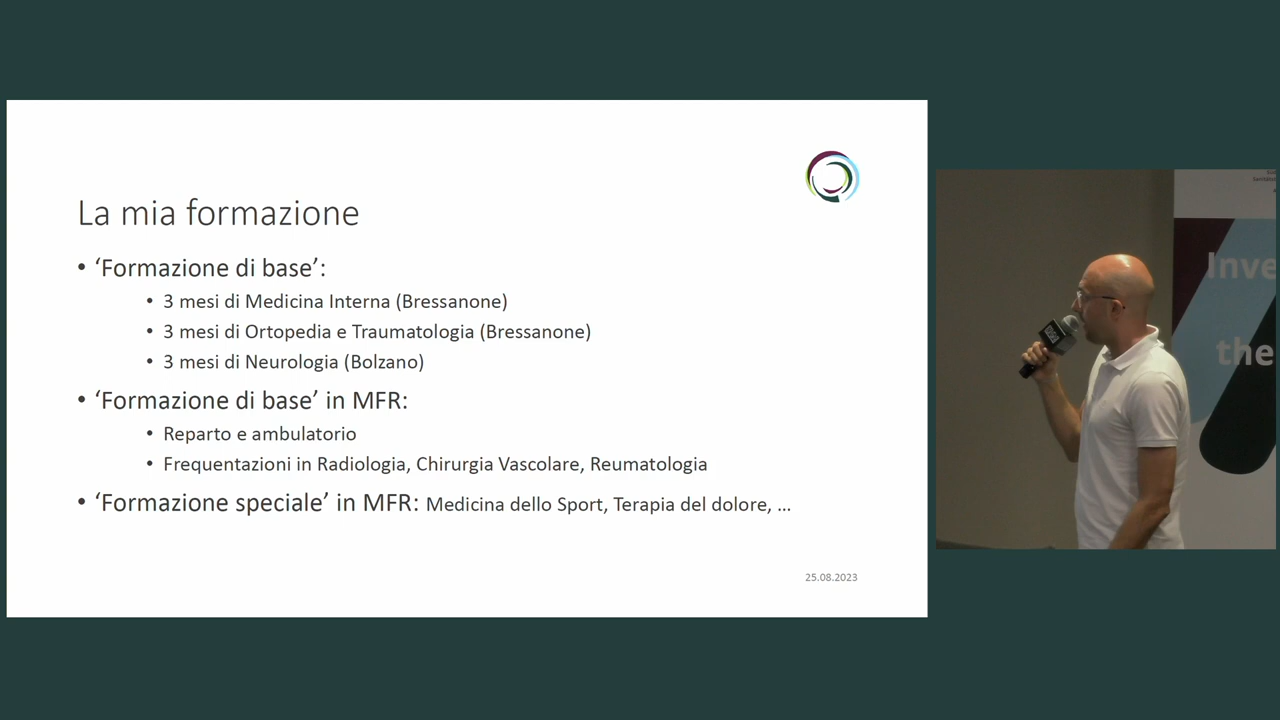 La mia formazione
• ‘Formazione di base’:
• 3 mesi di Medicina Interna (Bressanone)
• 3 mesi di Ortopedia e Traumatologia (Bressanone)
• 3 mesi di Neurologia (Bolzano)
• ‘Formazione di base’ in MFR:
• Reparto e ambulatorio
• Frequentazioni in Radiologia, Chirurgia Vascolare, Reumatologia
• ‘Formazione speciale’ in MFR: Medicina dello Sport, Terapia del dolore, ...
25.08.2023
Inve
the